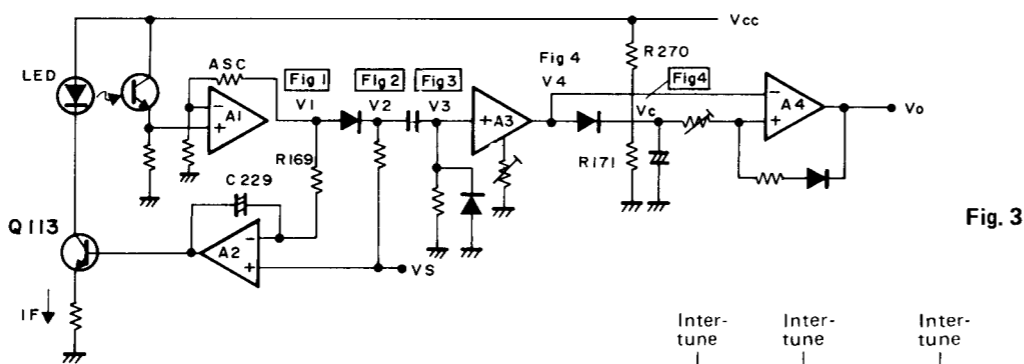 Vcc
LED
ASC
Fig 1
Fig 2
Fig 3
Fig 4
R270
Fig4
V1
V2
V3
V4
Vc
- A1 +
+A3
- A4 +
Vo
R169
R171
C229
Q113
A2 - +
VS
IF
Fig. 3
Inter-
tune
Inter-
tune
Inter-
tune